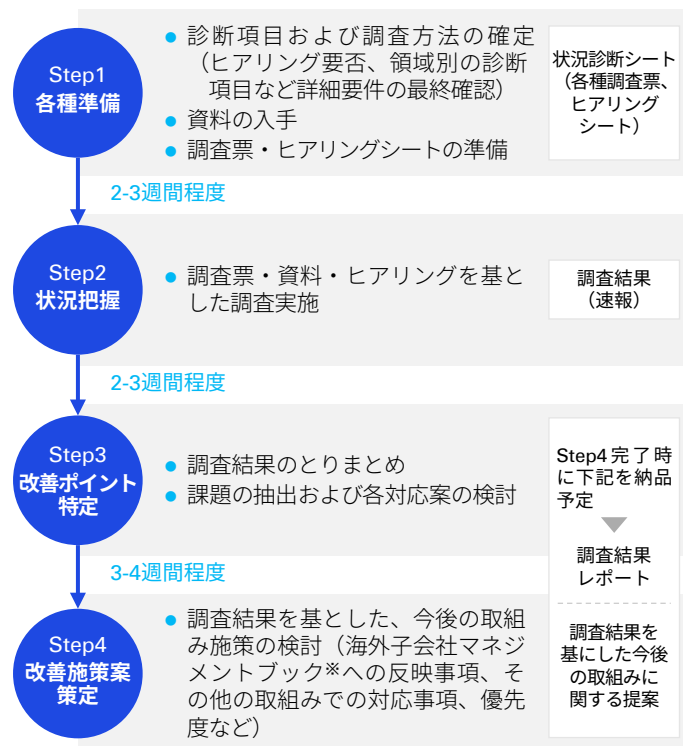 Step1
各種準備
● 診断項目および調査方法の確定
（ヒアリング要否、領域別の診断
項目など詳細要件の最終確認）
● 資料の入手
● 調査票・ヒアリングシートの準備
状況診断シート
（各種調査票、
ヒアリング
シート）
2-3週間程度
Step2
状況把握
● 調査票・資料・ヒアリングを基と
した調査実施
調査結果
（速報）
2-3週間程度
Step3
改善ポイント
特定
● 調査結果のとりまとめ
● 課題の抽出および各対応案の検討
Step4完了時
に下記を納品
予定
調査結果
レポート
3-4週間程度
Step4
改善施策案
策定
● 調査結果を基とした、今後の取組
み施策の検討（海外子会社マネジ
メントブック※への反映事項、そ
の他の取組みでの対応事項、優先
度など）
調査結果を
基にした今後
の取組みに
関する提案